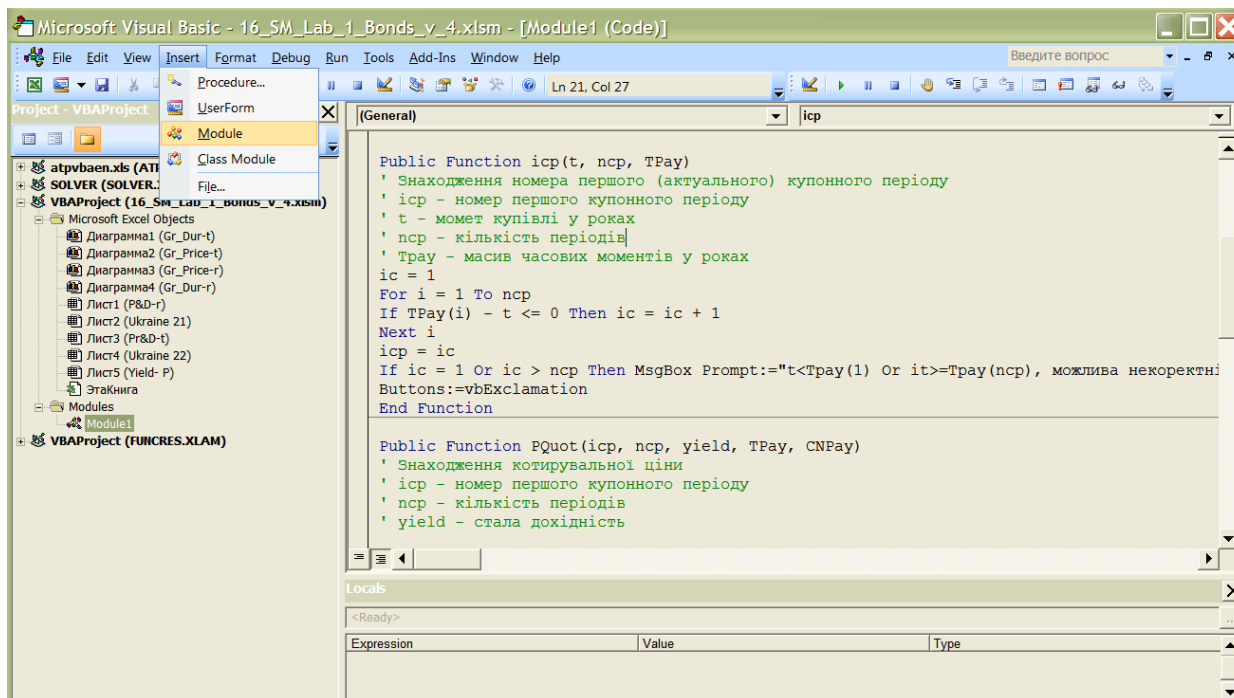 Microsoft Visual Basic - 16_SM_Lab_1_Bonds_v_4.xlsm - [Module1 (Code)]
File Edit View Insert Format Debug Run Tools Add-Ins Window Help Введите вопрос
Ln 21, Col 27
Procedure...
UserForm
Module
Class Module
File...
Project - VBAProject
atpvbaen.xls (ATP
SOLVER (SOLVER.
VBAProject (16_SM_Lab_1_Bonds_v_4.xlsm)
Microsoft Excel Objects
Диаграмма1 (Gr_Dur-t)
Диаграмма2 (Gr_Price-t)
Диаграмма3 (Gr_Price-r)
Диаграмма4 (Gr_Dur-r)
Лист1 (P&D-r)
Лист2 (Ukraine 21)
Лист3 (Pr&D-t)
Лист4 (Ukraine 22)
Лист5 (Yield- P)
ЭтаКнига
Modules
Module1
VBAProject (FUNCRES.XLAM)
(General) icp
Public Function icp(t, ncp, TPay)
' Знаходження номера першого (актуального) купонного періоду
' icp - номер першого купонного періоду
' t - момет купівлі у роках
' ncp - кількість періодів
' Tpay - масив часових моментів у роках
ic = 1
For i = 1 To ncp
If TPay(i) - t <= 0 Then ic = ic + 1
Next i
icp = ic
If ic = 1 Or ic > ncp Then MsgBox Prompt:="t<Tpay(1) Or it>=Tpay(ncp), можлива некоректні
Buttons:=vbExclamation
End Function
Public Function PQuot(icp, ncp, yield, TPay, CNPay)
' Знаходження котирувальної ціни
' icp - номер першого купонного періоду
' ncp - кількість періодів
' yield - стала дохідність
Locals
<Ready>
Expression Value Type